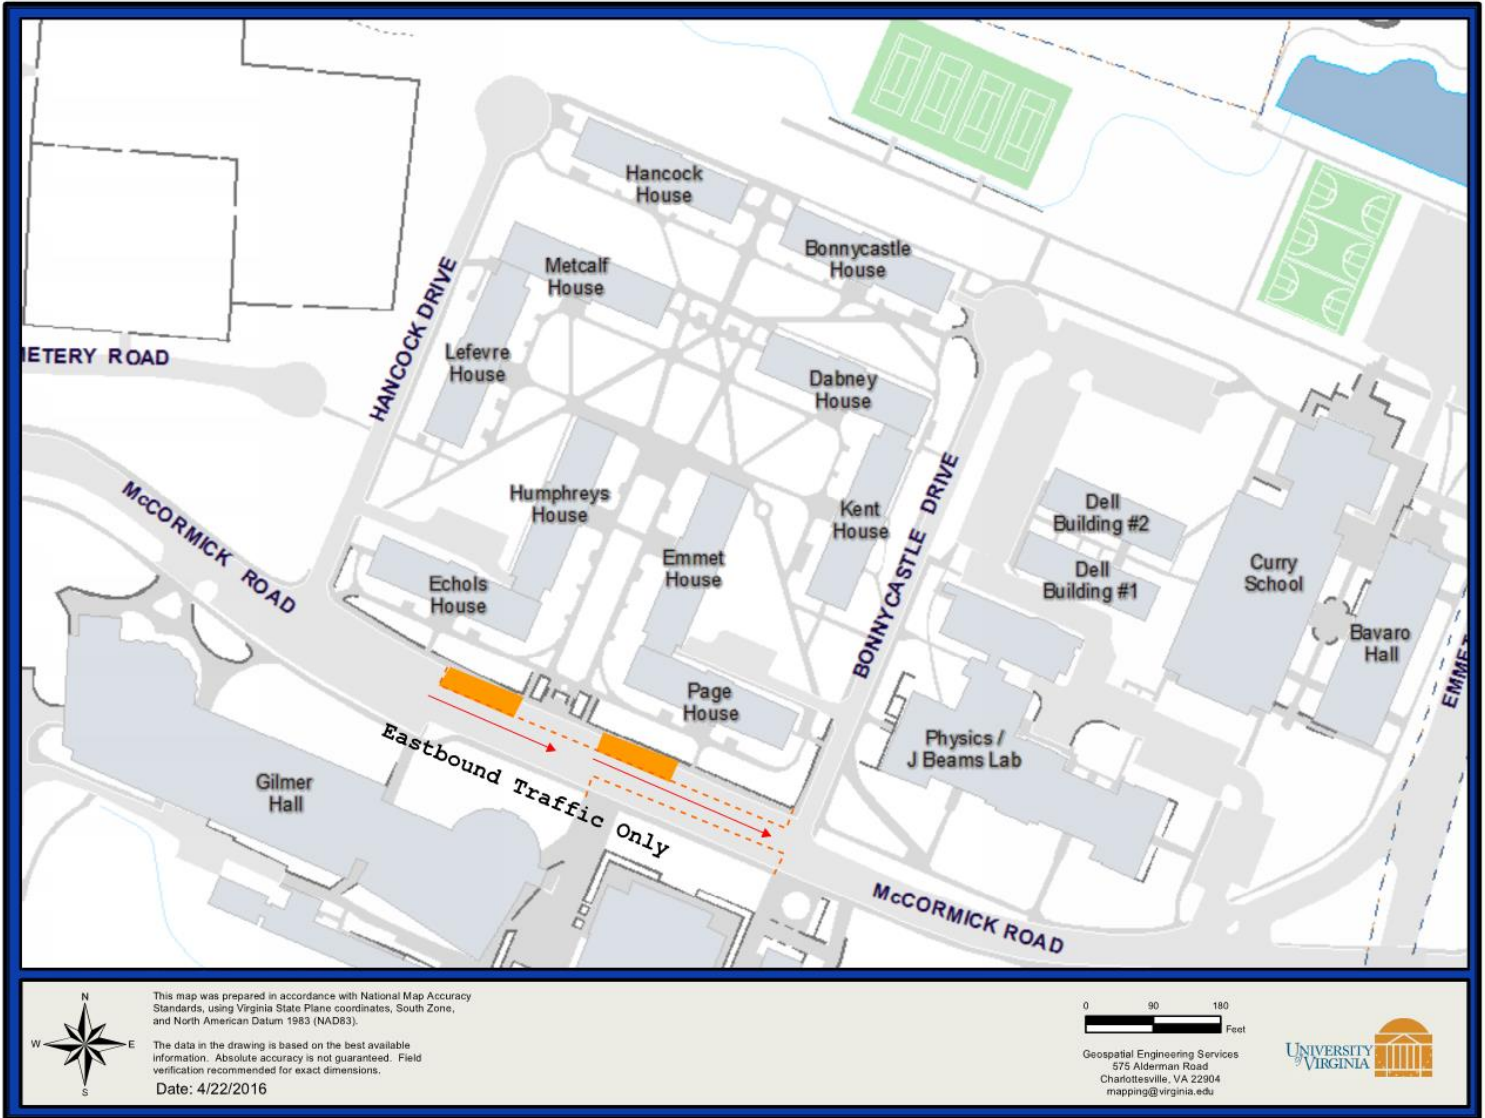 Hancock
House
Bonnycastle
House
Metcalf
House
HANCOCK DRIVE
Lefevre
House
IETERY ROAD
Dabney
House
McCORMICK ROAD
Humphreys
House
Kent
House
BONNYCASTLE DRIVE
Dell
Building #2
Emmet
House
Echols
House
Dell
Building #1
Curry
School
Bavaro
Hall
EMMET
Page
House
Physics /
J Beams Lab
Eastbound Traffic Only
Gilmer
Hall
McCORMICK ROAD
N
W
E
S
This map was prepared in accordance with National Map Accuracy
Standards, using Virginia State Plane coordinates, South Zone,
and North American Datum 1983 (NAD83).
The data in the drawing is based on the best available
information. Absolute accuracy is not guaranteed. Field
verification recommended for exact dimensions.
Date: 4/22/2016
0 90 180
Feet
Geospatial Engineering Services
575 Alderman Road
Charlottesville, VA 22904
mapping@virginia.edu
UNIVERSITY
of VIRGINIA